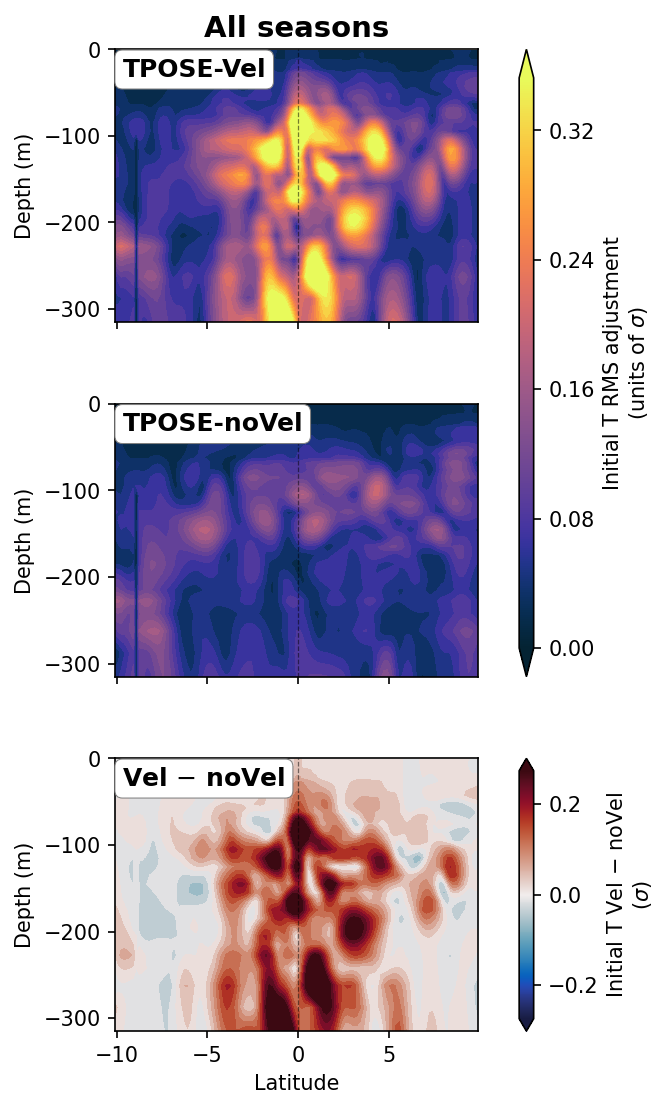 All seasons
TPOSE-Vel
0
−100
−200
−300
Depth (m)
0.32
0.24
0.16
0.08
0.00
Initial T RMS adjustment
(units of σ)
TPOSE-noVel
0
−100
−200
−300
Depth (m)
Vel − noVel
0
−100
−200
−300
Depth (m)
−10
−5
0
5
Latitude
0.2
0.0
−0.2
Initial T Vel − noVel
(σ)